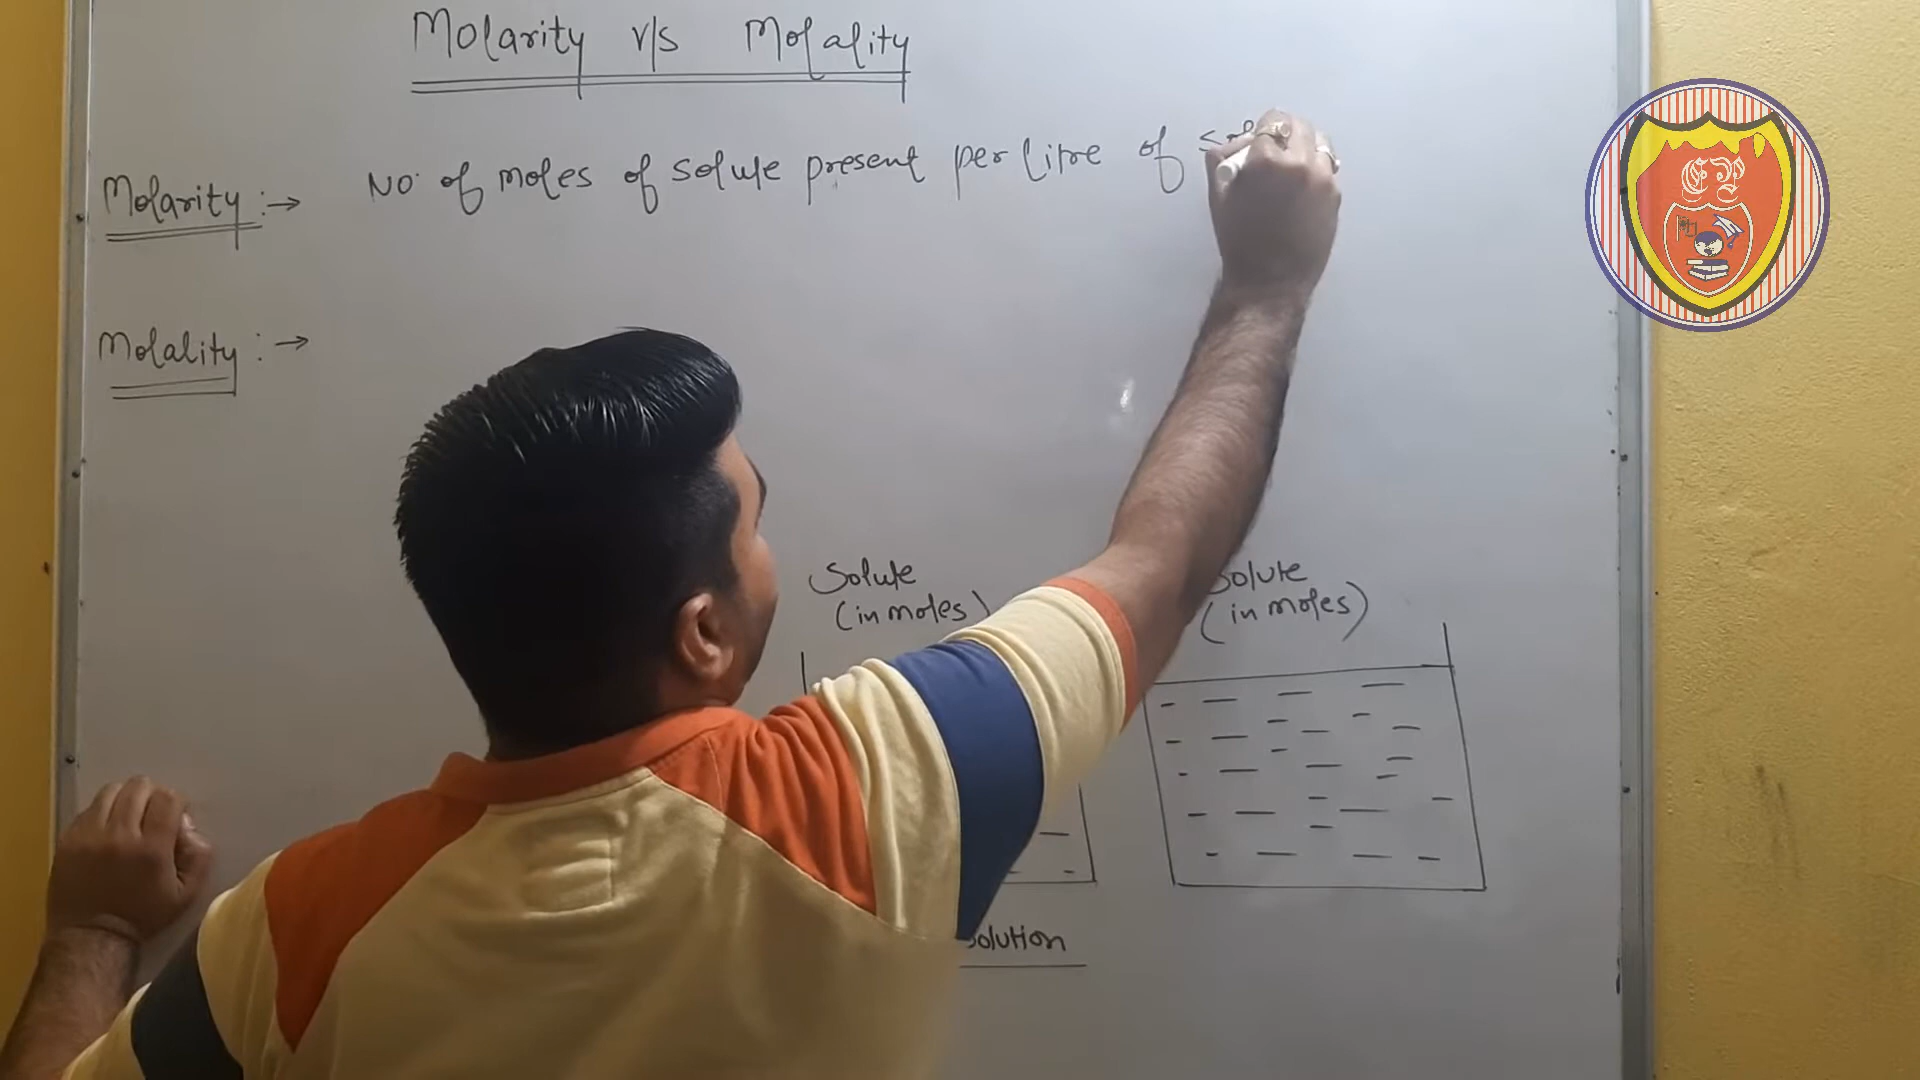 Molarity v/s Molality
Molarity :→ No. of moles of solute present per litre of
Molality :→
Solute
(in moles)
Solute
(in moles)
Solution
EP